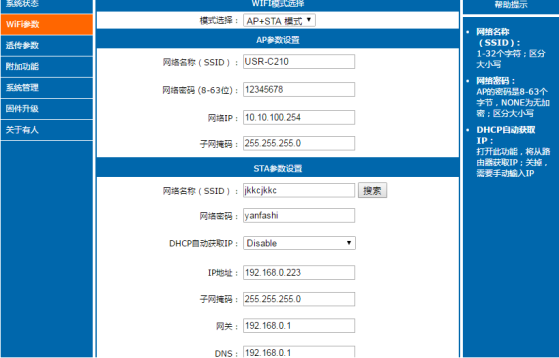 系统状态
WiFi参数
透传参数
附加功能
系统管理
固件升级
关于有人
WIFI模式选择
模式选择： AP+STA 模式
AP参数设置
网络名称（SSID）： USR-C210
网络密码 (8-63位)： 12345678
网络IP： 10.10.100.254
子网掩码： 255.255.255.0
STA参数设置
网络名称（SSID）： jkkcjkkc 搜索
网络密码： yanfashi
DHCP自动获取IP： Disable
IP地址： 192.168.0.223
子网掩码： 255.255.255.0
网关： 192.168.0.1
DNS： 192.168.0.1
帮助提示
• 网络名称
（SSID）：
1-32个字符；区分
大小写
• 网络密码：
AP的密码是8-63个
字节，NONE为无加
密；区分大小写
• DHCP自动获取
IP：
打开此功能，将从路
由器获取IP；关掉，
需要手动输入IP